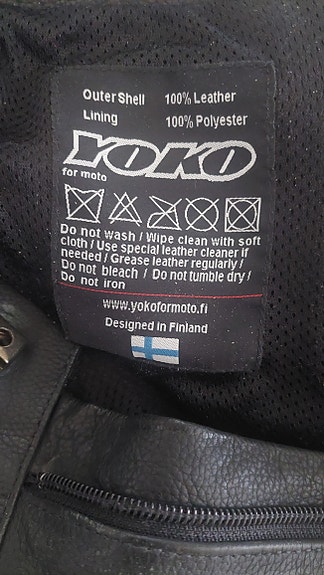 Outer Shell 100% Leather
Lining 100% Polyester
YOKO
for moto
Do not wash / Wipe clean with soft
cloth / Use special leather cleaner if
needed / Grease leather regularly /
Do not bleach / Do not tumble dry /
Do not iron
www.yokoformoto.fi
Designed in Finland